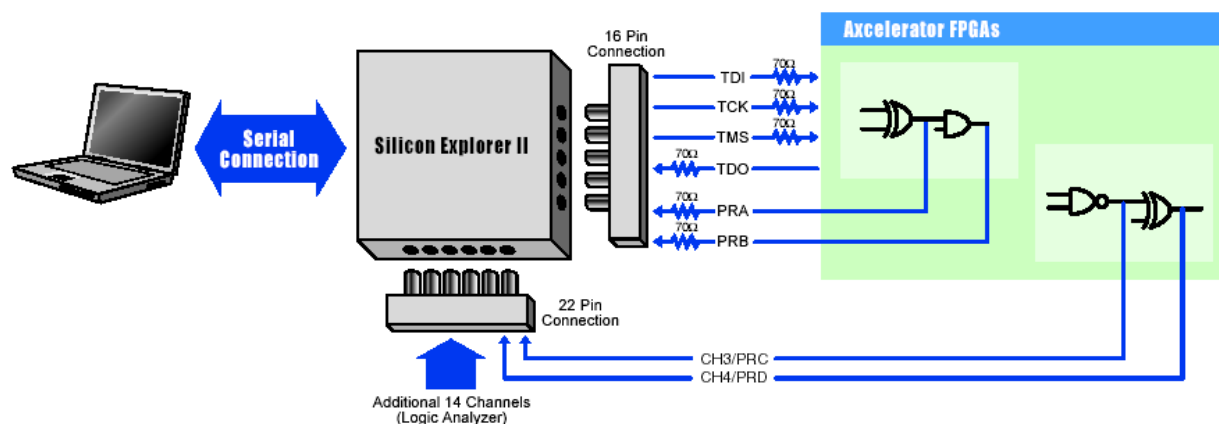 Axcelerator FPGAs
16 Pin
Connection
70Ω
TDI
70Ω
TCK
70Ω
TMS
70Ω
TDO
70Ω
PRA
70Ω
PRB
Serial
Connection
Silicon Explorer II
22 Pin
Connection
CH3/PRC
CH4/PRD
Additional 14 Channels
(Logic Analyzer)